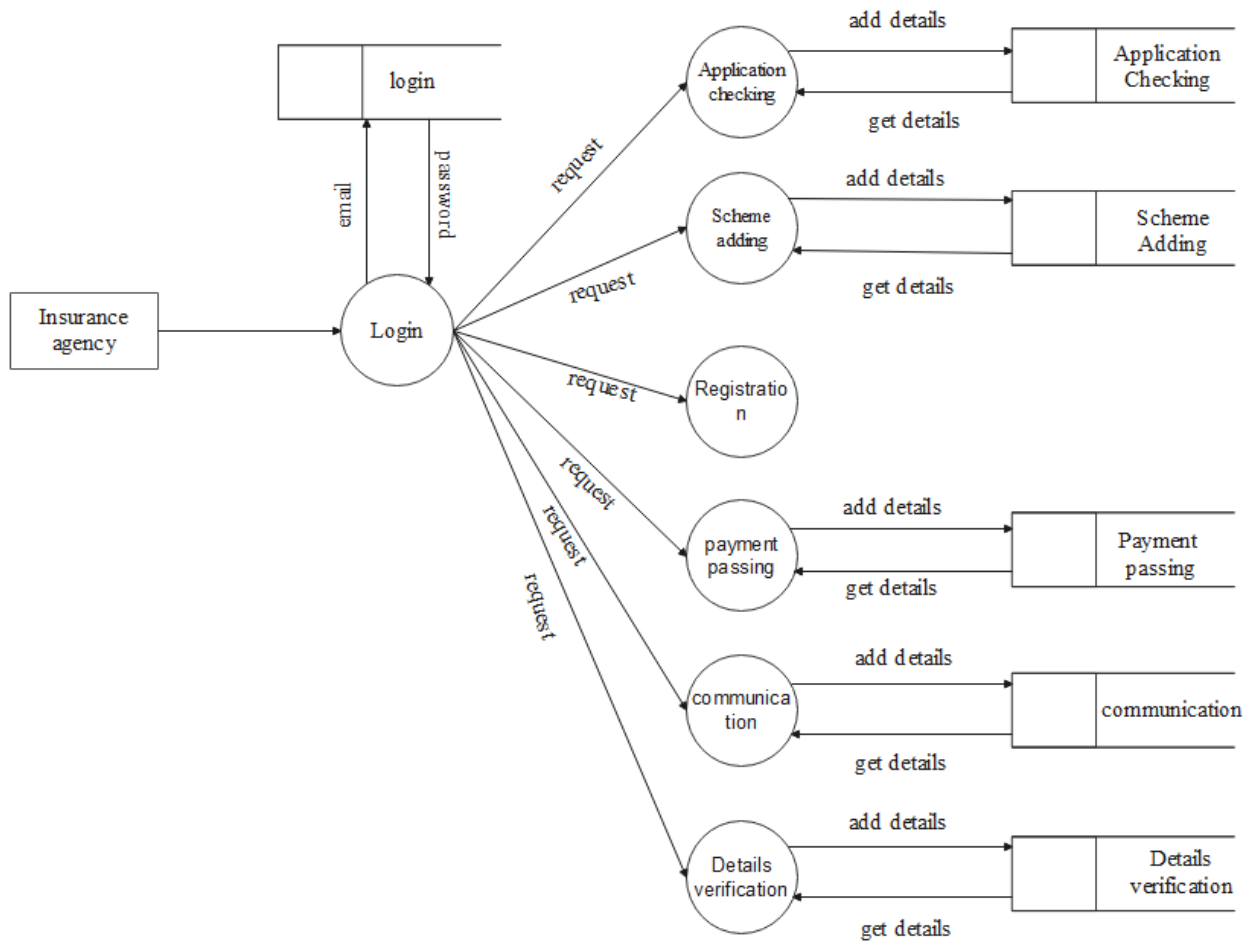 add details
Application
Checking
Application
checking
get details
login
request
password
email
add details
Scheme
Adding
Scheme
adding
get details
request
Insurance
agency
Login
request
Registratio
n
request
add details
Payment
passing
payment
passing
get details
request
add details
communication
communica
tion
get details
request
add details
Details
verification
Details
verification
get details